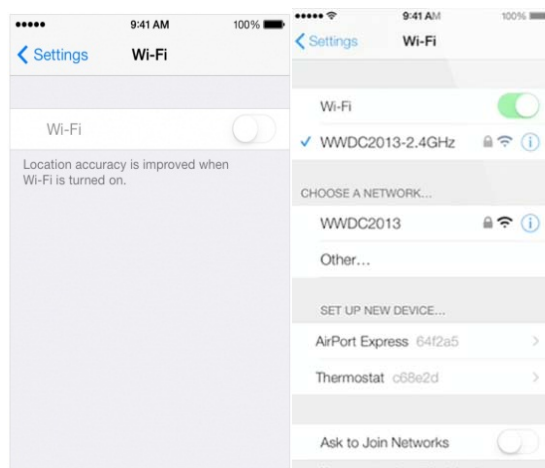 9:41 AM 100%
Settings Wi-Fi
Wi-Fi
Location accuracy is improved when
Wi-Fi is turned on.
9:41 AM 100%
Settings Wi-Fi
Wi-Fi
WWDC2013-2.4GHz
CHOOSE A NETWORK...
WWDC2013
Other...
SET UP NEW DEVICE...
AirPort Express 64f2a5
Thermostat c68e2d
Ask to Join Networks